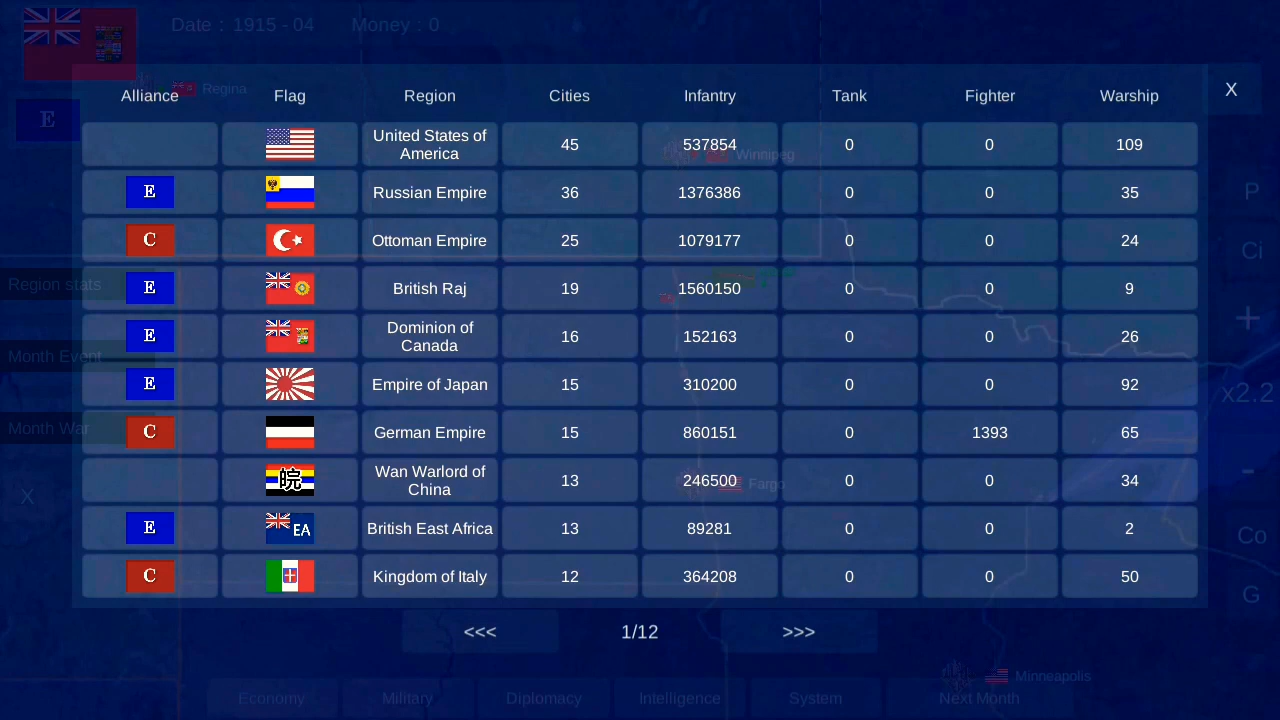 Date : 1915 - 04 Money : 0
Regina
X
Alliance Flag Region Cities Infantry Tank Fighter Warship
United States of
America
45 537854 0 0 109
Winnipeg
E Russian Empire 36 1376386 0 0 35
C Ottoman Empire 25 1079177 0 0 24
E British Raj 19 1560150 0 0 9
E Dominion of
Canada
16 152163 0 0 26
E Empire of Japan 15 310200 0 0 92
C German Empire 15 860151 0 1393 65
皖 Wan Warlord of
China
13 246500 0 0 34
Fargo
E EA British East Africa 13 89281 0 0 2
C Kingdom of Italy 12 364208 0 0 50
E
Region stats
Month Event
Month War
X
P
Ci
+
x2.2
-
Co
G
<<< 1/12 >>>
Minneapolis
Economy Military Diplomacy Intelligence System Next Month